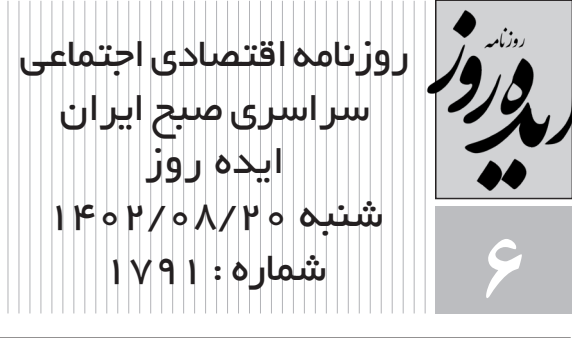 روزنامه اقتصادی اجتماعی
سراسری صبح ایران
ایده روز
شنبه ۱۴۰۲/۰۸/۲۰
شماره : ۱۷۹۱
روزنامه
ایده روز
۶